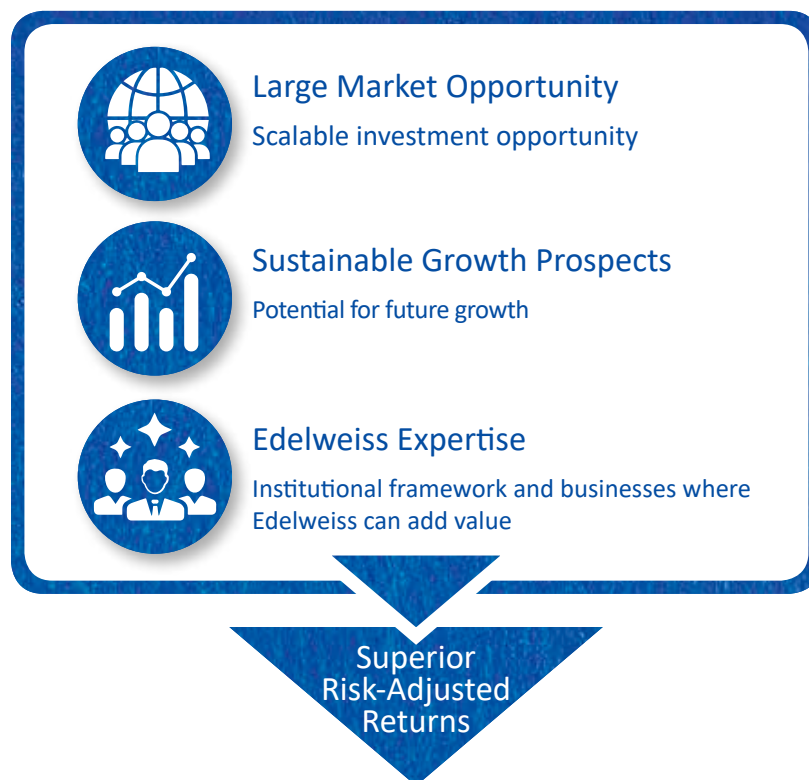 Large Market Opportunity
Scalable investment opportunity
Sustainable Growth Prospects
Potential for future growth
Edelweiss Expertise
Institutional framework and businesses where
Edelweiss can add value
Superior
Risk-Adjusted
Returns